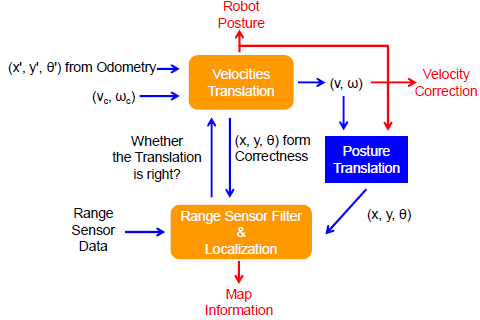 Robot
Posture
(x', y', θ') from Odometry
Velocities
Translation
(v, ω)
Velocity
Correction
(vc, ωc)
Whether
the Translation
is right?
(x, y, θ) form
Correctness
Posture
Translation
Range
Sensor
Data
Range Sensor Filter
&
Localization
(x, y, θ)
Map
Information